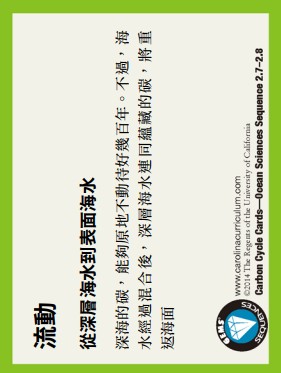 流動
從深層海水到表面海水
深海的碳，能夠原地不動待好幾百年。不過，海
水經過混合後，深層海水連同蘊藏的碳，將重
返海面
GEMS
SEQUENCES
www.carolinacurriculum.com
©2014 The Regents of the University of California
Carbon Cycle Cards—Ocean Sciences Sequence 2.7–2.8